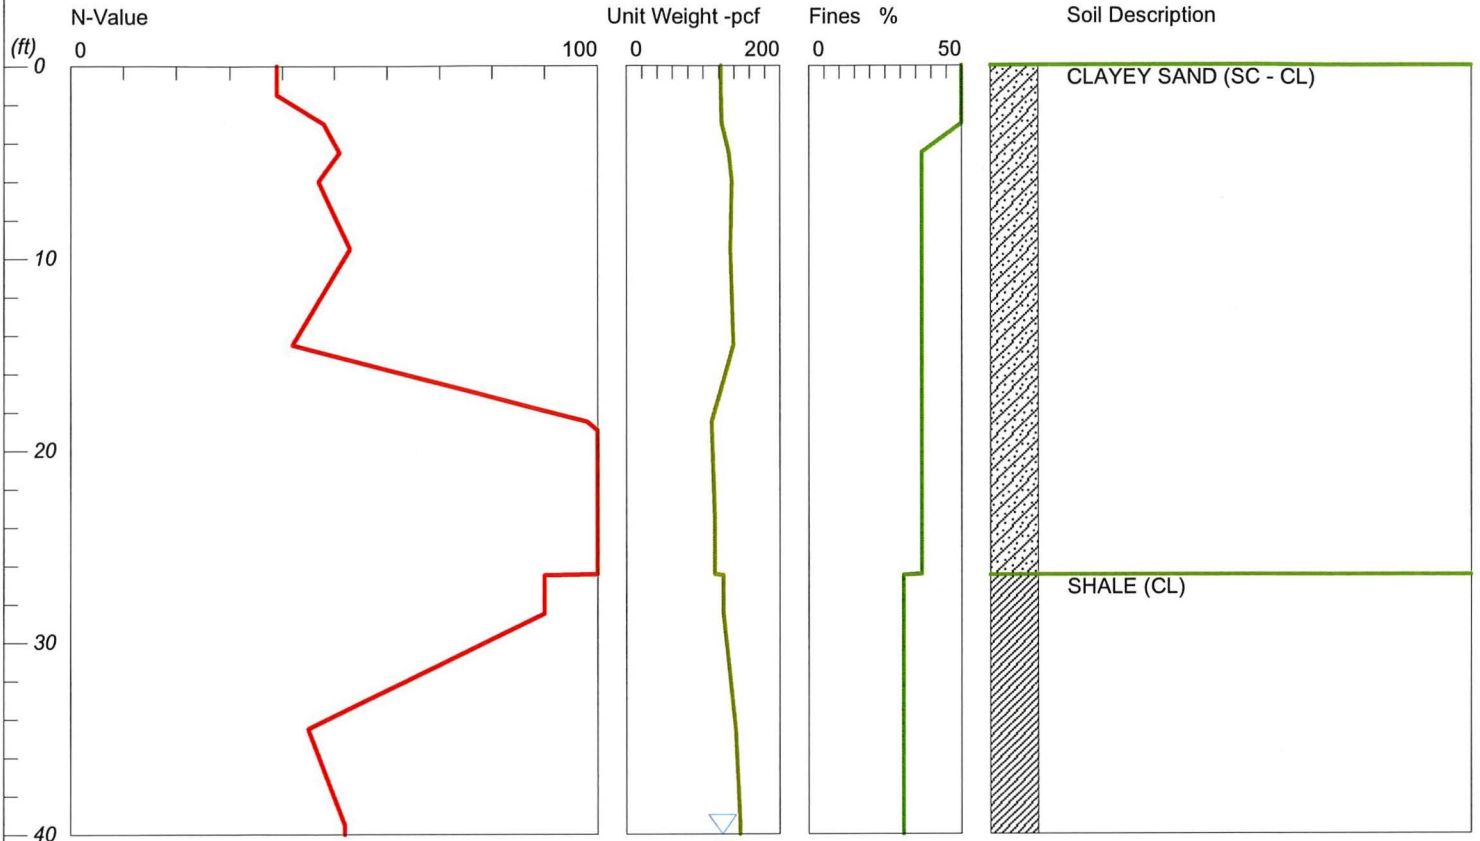 N-Value Unit Weight -pcf Fines % Soil Description
(ft) 0 100 0 200 0 50
0
CLAYEY SAND (SC - CL)
10
20
SHALE (CL)
30
40